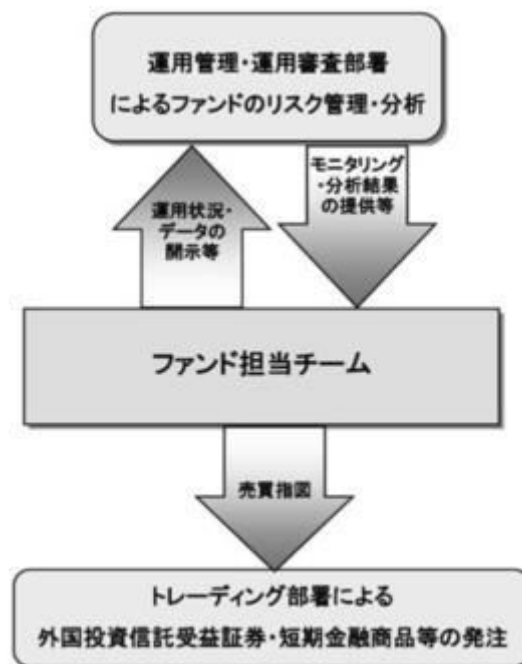 運用管理・運用審査部署
によるファンドのリスク管理・分析
運用状況・
データの
開示等
モニタリング
・分析結果
の提供等
ファンド担当チーム
売買指図
トレーディング部署による
外国投資信託受益証券・短期金融商品等の発注